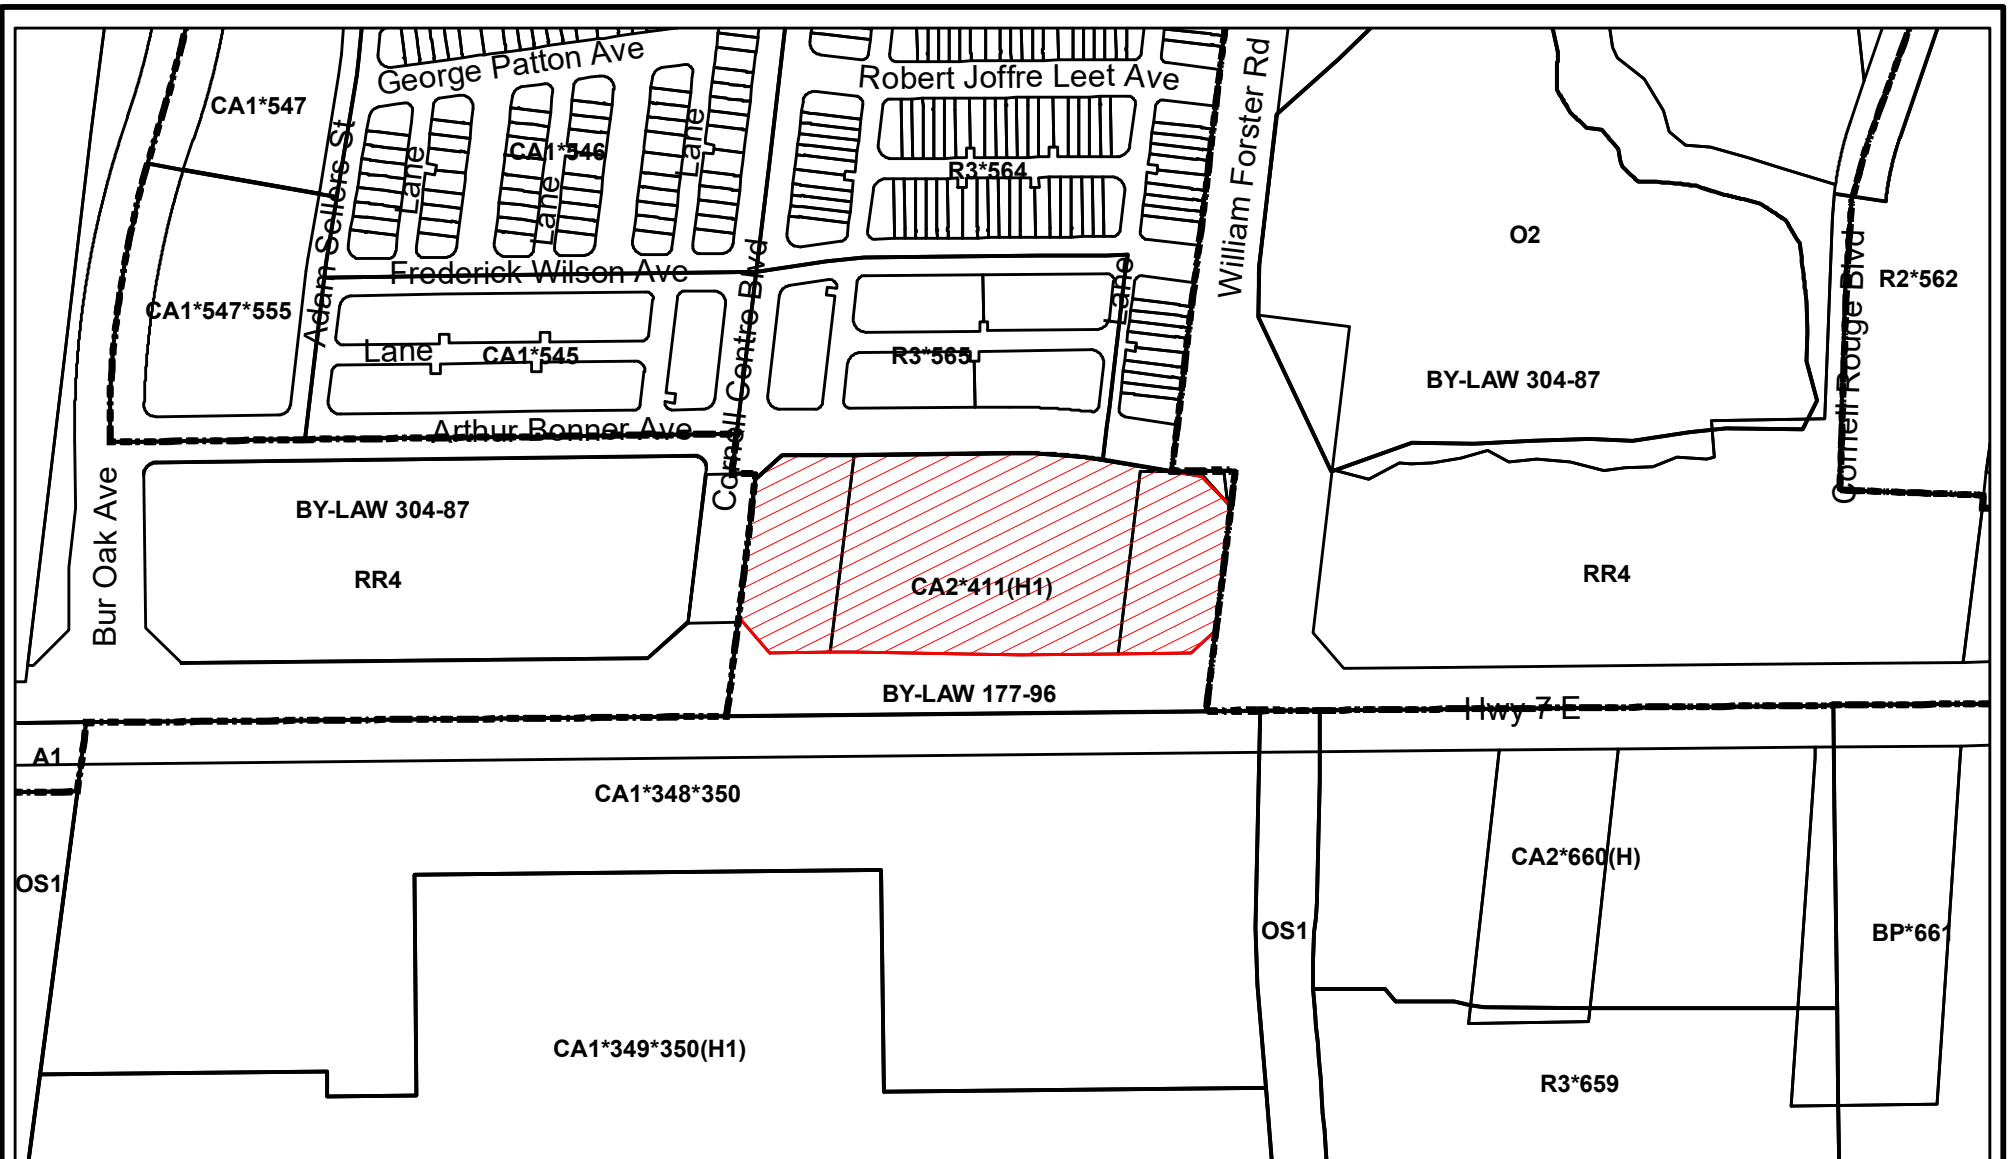 George Patton Ave
Robert Joffre Leet Ave
William Forster Rd
CA1*547
Adam Sellers St
Lane
CA1*546
Lane
Lane
R3*564
O2
Cornell Rouge Blvd
R2*562
Frederick Wilson Ave
Cornell Centre Blvd
Lane
CA1*547*555
Lane
CA1*545
R3*565
BY-LAW 304-87
Arthur Bonner Ave
Bur Oak Ave
BY-LAW 304-87
RR4
CA2*411(H1)
RR4
BY-LAW 177-96
Hwy 7 E
A1
CA1*348*350
CA2*660(H)
OS1
OS1
BP*661
CA1*349*350(H1)
R3*659